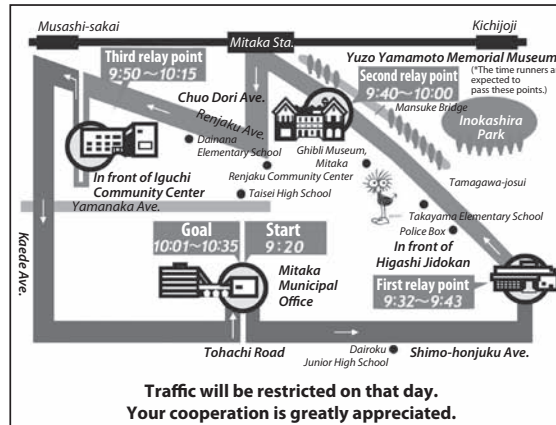 Musashi-sakai
Mitaka Sta.
Kichijoji
Third relay point
9:50～10:15
Yuzo Yamamoto Memorial Museum
(*The time runners a
expected to
pass these points.)
Second relay point
9:40～10:00
Chuo Dori Ave.
Renjaku Ave.
Mansuke Bridge
Inokashira
Park
Dainana
Elementary School
Ghibli Museum,
Mitaka
Renjaku Community Center
In front of Iguchi
Community Center
Taisei High School
Tamagawa-josui
Yamanaka Ave.
Takayama Elementary School
Police Box
Goal
10:01～10:35
Start
9:20
In front of
Higashi Jidokan
Kaede Ave.
Mitaka
Municipal
Office
First relay point
9:32～9:43
Tohachi Road
Dairoku
Junior High School
Shimo-honjuku Ave.
Traffic will be restricted on that day.
Your cooperation is greatly appreciated.